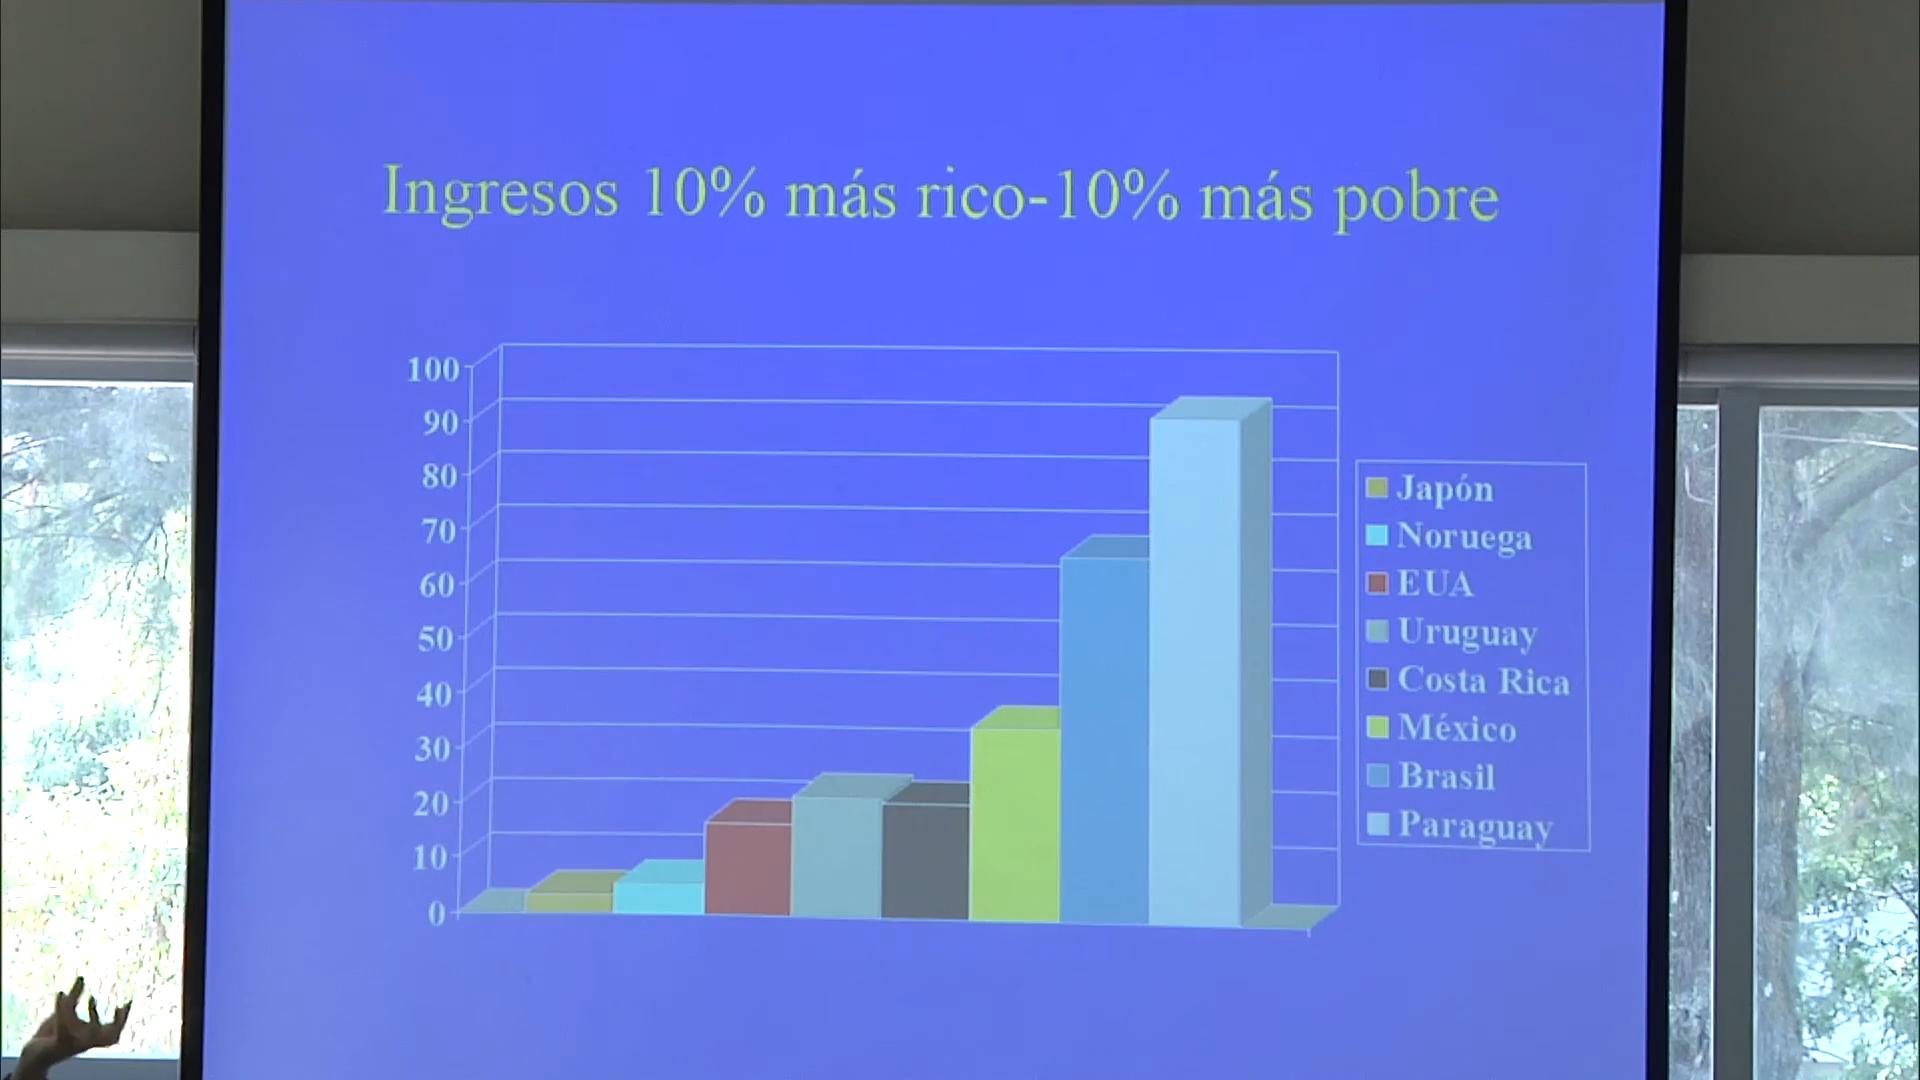 Ingresos 10% más rico-10% más pobre
100
90
80
70
60
50
40
30
20
10
0
Japón
Noruega
EUA
Uruguay
Costa Rica
México
Brasil
Paraguay